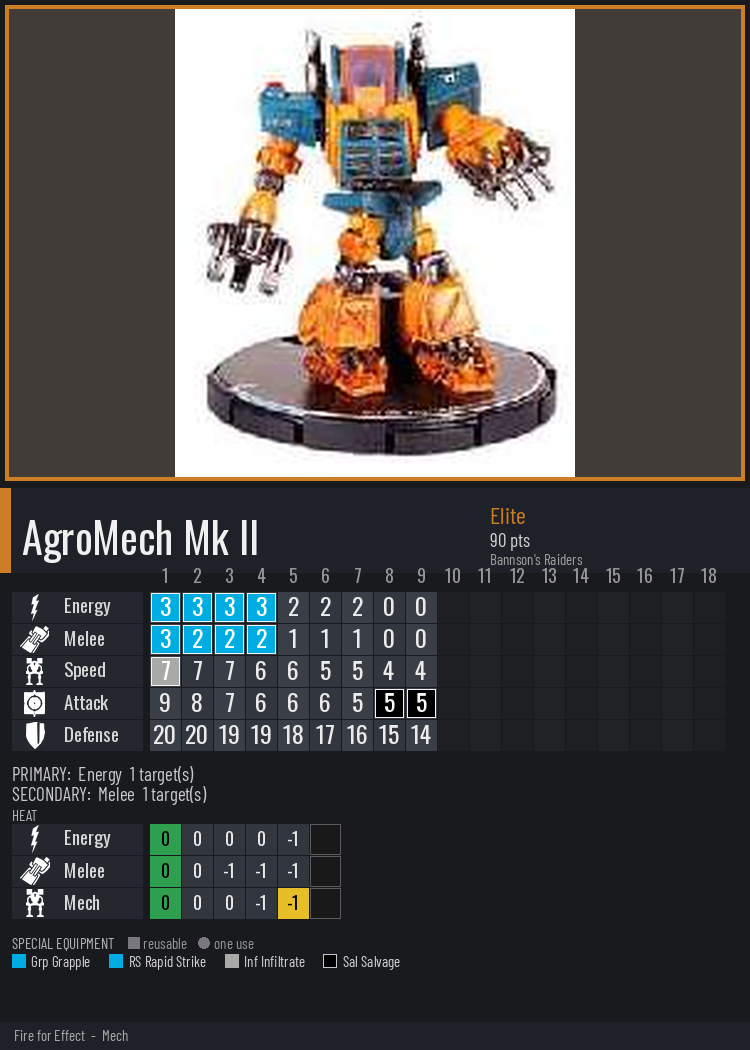 AgroMech Mk II
Elite
90 pts
Bannson's Raiders
1 2 3 4 5 6 7 8 9 10 11 12 13 14 15 16 17 18
Energy 3 3 3 3 2 2 2 0 0
Melee 3 2 2 2 1 1 1 0 0
Speed 7 7 7 6 6 5 5 4 4
Attack 9 8 7 6 6 6 5 5 5
Defense 20 20 19 19 18 17 16 15 14
PRIMARY: Energy 1 target(s)
SECONDARY: Melee 1 target(s)
HEAT
Energy 0 0 0 0 -1
Melee 0 0 -1 -1 -1
Mech 0 0 0 -1 -1
SPECIAL EQUIPMENT reusable one use
Grp Grapple RS Rapid Strike Inf Infiltrate Sal Salvage
Fire for Effect - Mech